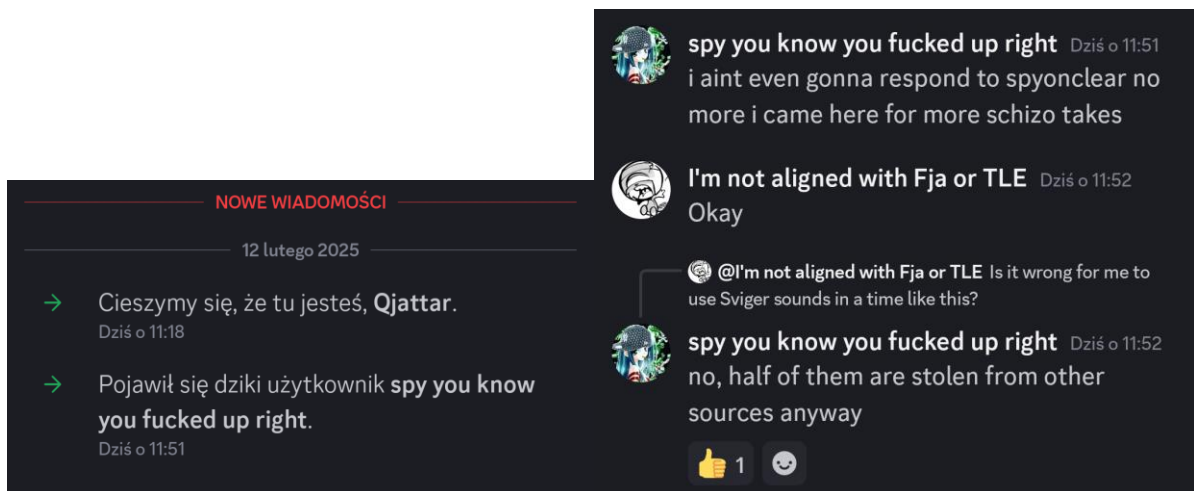 NOWE WIADOMOŚCI
12 lutego 2025
Cieszymy się, że tu jesteś, Qjattar.
Dziś o 11:18
Pojawił się dziki użytkownik spy you know
you fucked up right.
Dziś o 11:51
spy you know you fucked up right Dziś o 11:51
i aint even gonna respond to spyonclear no
more i came here for more schizo takes
I'm not aligned with Fja or TLE Dziś o 11:52
Okay
@I'm not aligned with Fja or TLE Is it wrong for me to
use Sviger sounds in a time like this?
spy you know you fucked up right Dziś o 11:52
no, half of them are stolen from other
sources anyway
1